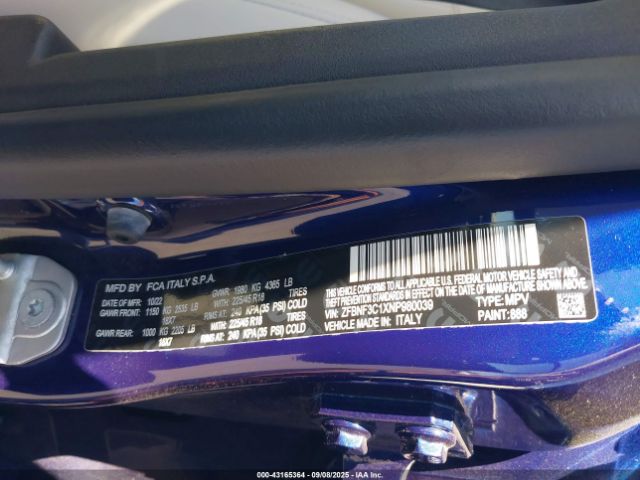 MFD BY: FCA ITALY S.P.A.
DATE: 10/22 GVWR: 1980 KG 4365 LB
GAWR FRONT: 1150 KG 2535 LB WITH: 225/45 R18 TIRES
18X7 RIMS AT: 240 KPA(35 PSI) COLD
GAWR REAR: 1000 KG 2205 LB WITH: 225/45 R18 TIRES
18X7 RIMS AT: 240 KPA(35 PSI) COLD
THIS VEHICLE CONFORMS TO ALL APPLICABLE U.S.A. FEDERAL MOTOR VEHICLE SAFETY AND
THEFT PREVENTION STANDARDS IN EFFECT ON THE DATE OF MANUFACTURE SHOWN ABOVE.
VIN: ZFBNF3C1XNP980039 TYPE: MPV
VEHICLE MADE IN: ITALY PAINT: 888
000-43165364 - 09/08/2025 - IAA Inc.